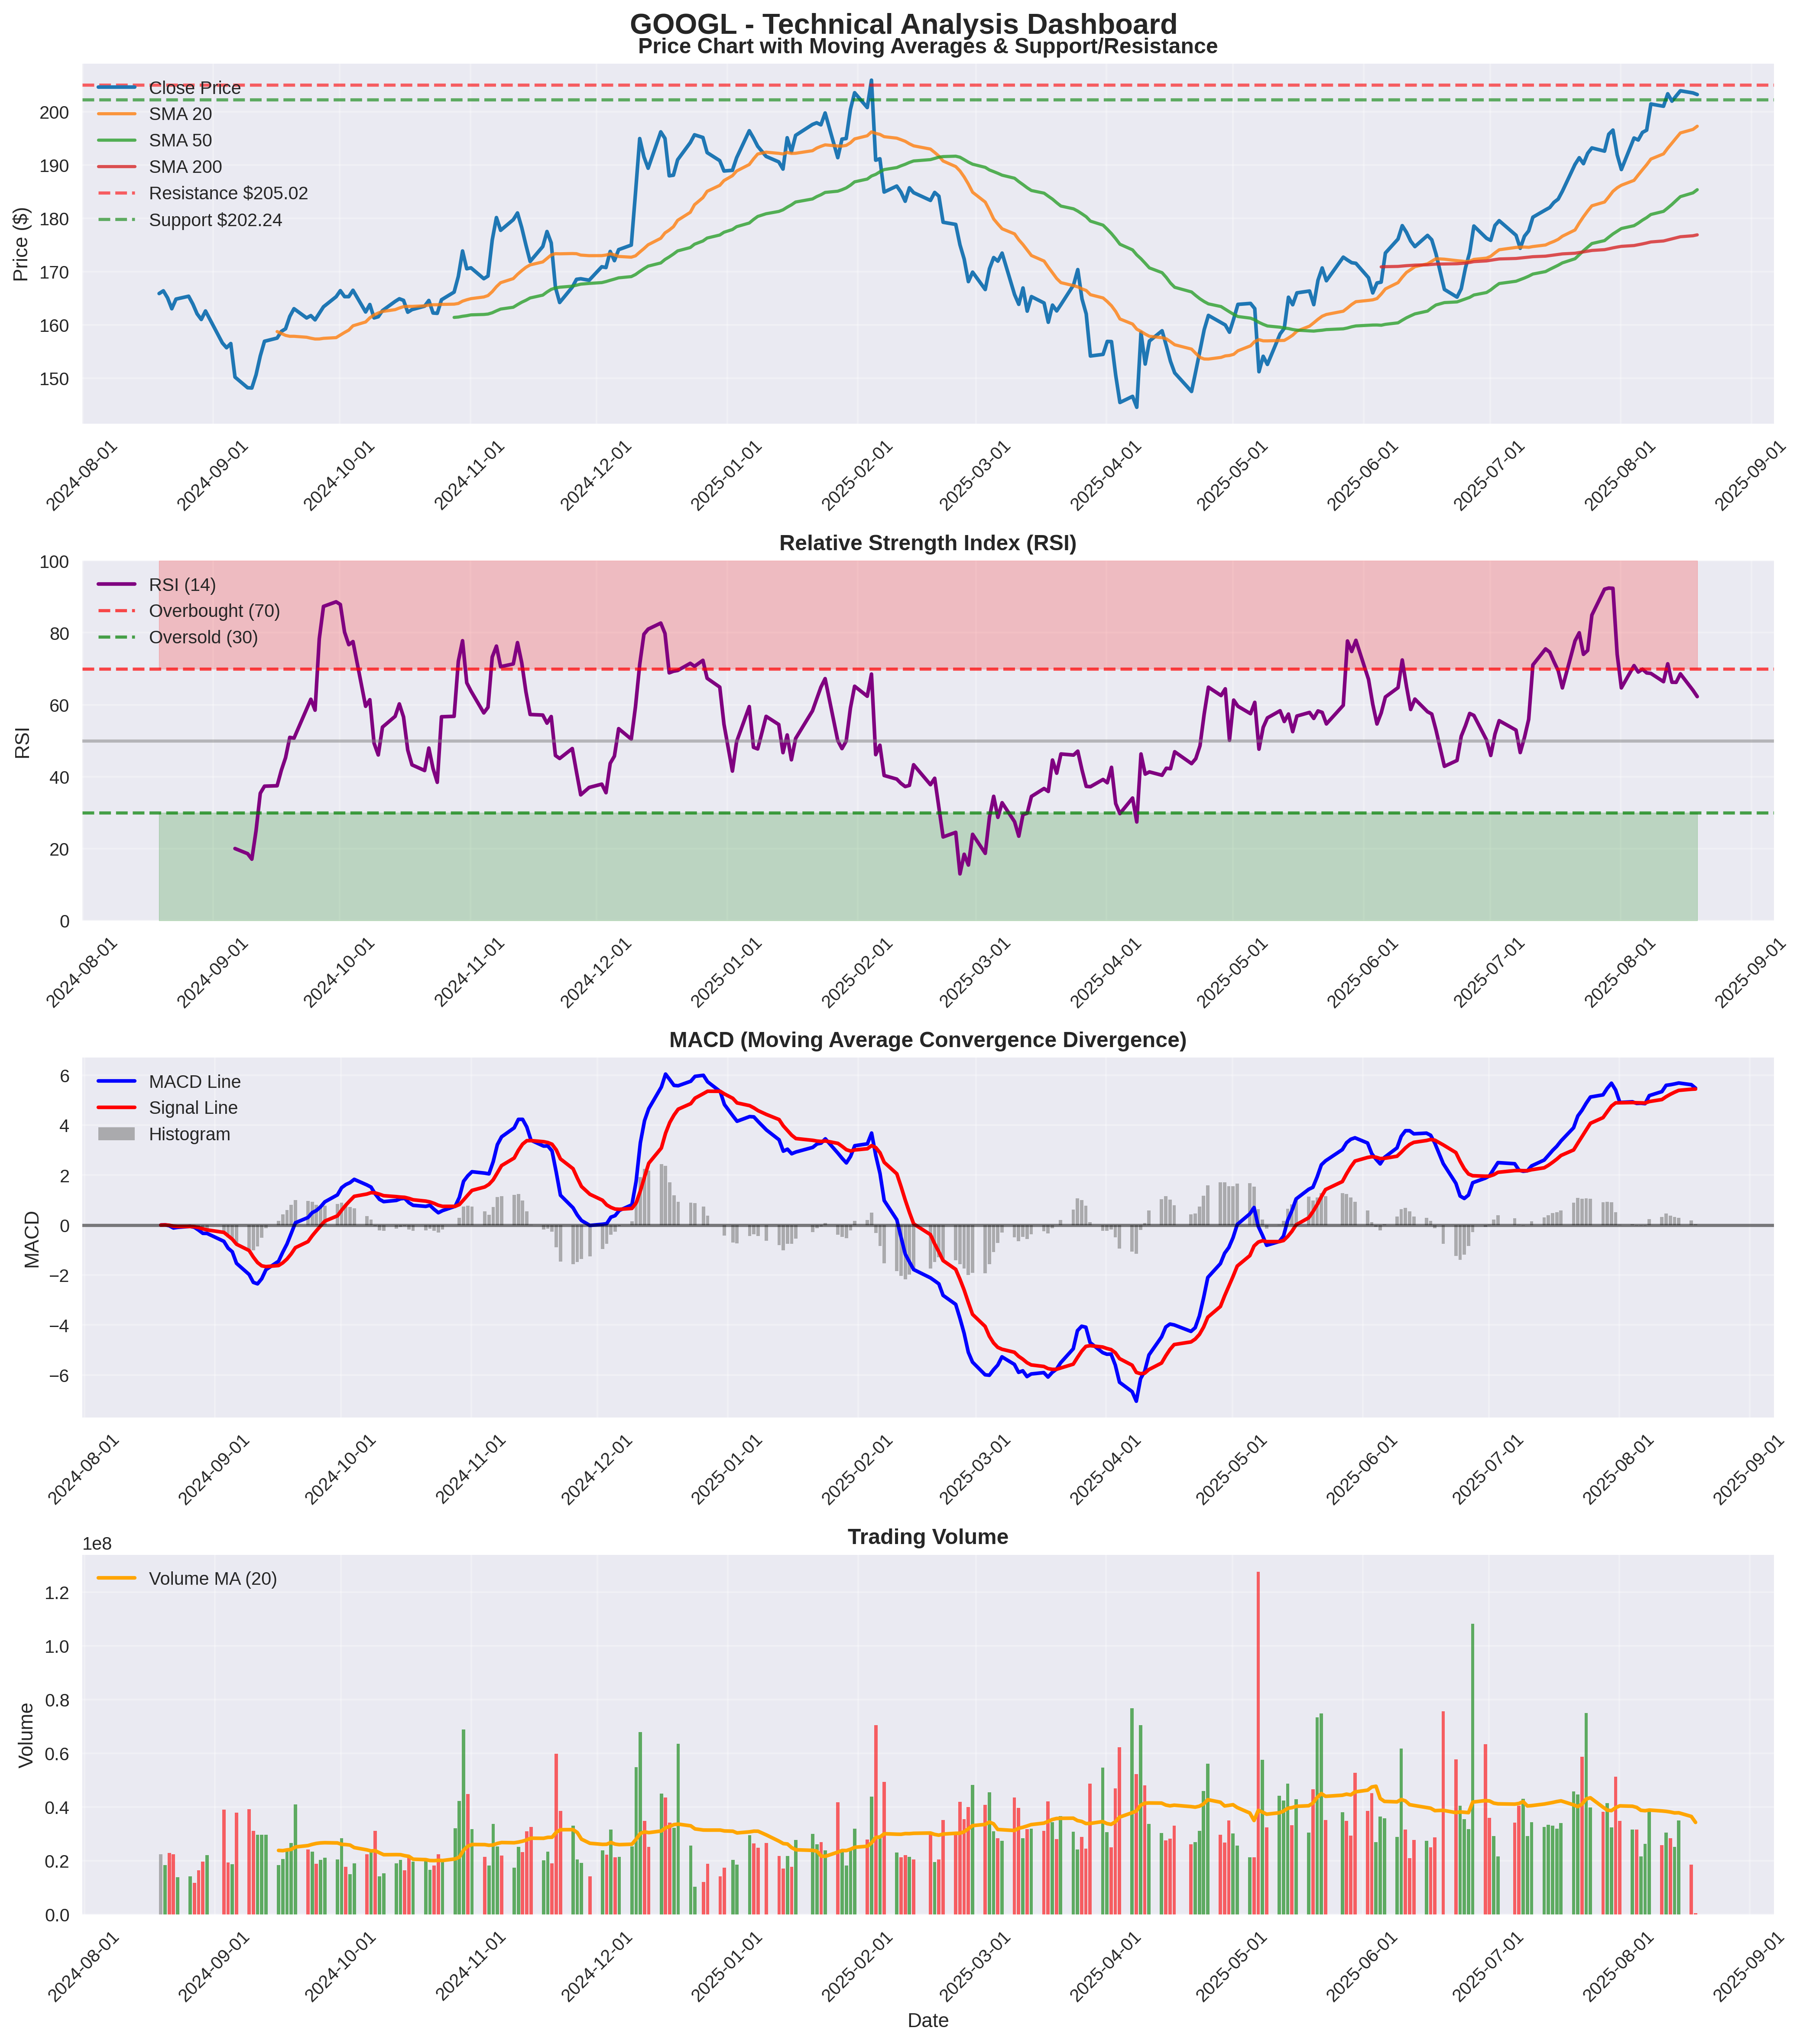 GOOGL - Technical Analysis Dashboard
Price Chart with Moving Averages & Support/Resistance
Close Price
SMA 20
SMA 50
SMA 200
Resistance $205.02
Support $202.24
Price ($)
200
190
180
170
160
150
2024-08-01 2024-09-01 2024-10-01 2024-11-01 2024-12-01 2025-01-01 2025-02-01 2025-03-01 2025-04-01 2025-05-01 2025-06-01 2025-07-01 2025-08-01 2025-09-01
Relative Strength Index (RSI)
RSI (14)
Overbought (70)
Oversold (30)
RSI
100
80
60
40
20
0
2024-08-01 2024-09-01 2024-10-01 2024-11-01 2024-12-01 2025-01-01 2025-02-01 2025-03-01 2025-04-01 2025-05-01 2025-06-01 2025-07-01 2025-08-01 2025-09-01
MACD (Moving Average Convergence Divergence)
MACD Line
Signal Line
Histogram
MACD
6
4
2
0
−2
−4
−6
2024-08-01 2024-09-01 2024-10-01 2024-11-01 2024-12-01 2025-01-01 2025-02-01 2025-03-01 2025-04-01 2025-05-01 2025-06-01 2025-07-01 2025-08-01 2025-09-01
Trading Volume
1e8
Volume MA (20)
Volume
1.2
1.0
0.8
0.6
0.4
0.2
0.0
2024-08-01 2024-09-01 2024-10-01 2024-11-01 2024-12-01 2025-01-01 2025-02-01 2025-03-01 2025-04-01 2025-05-01 2025-06-01 2025-07-01 2025-08-01 2025-09-01
Date